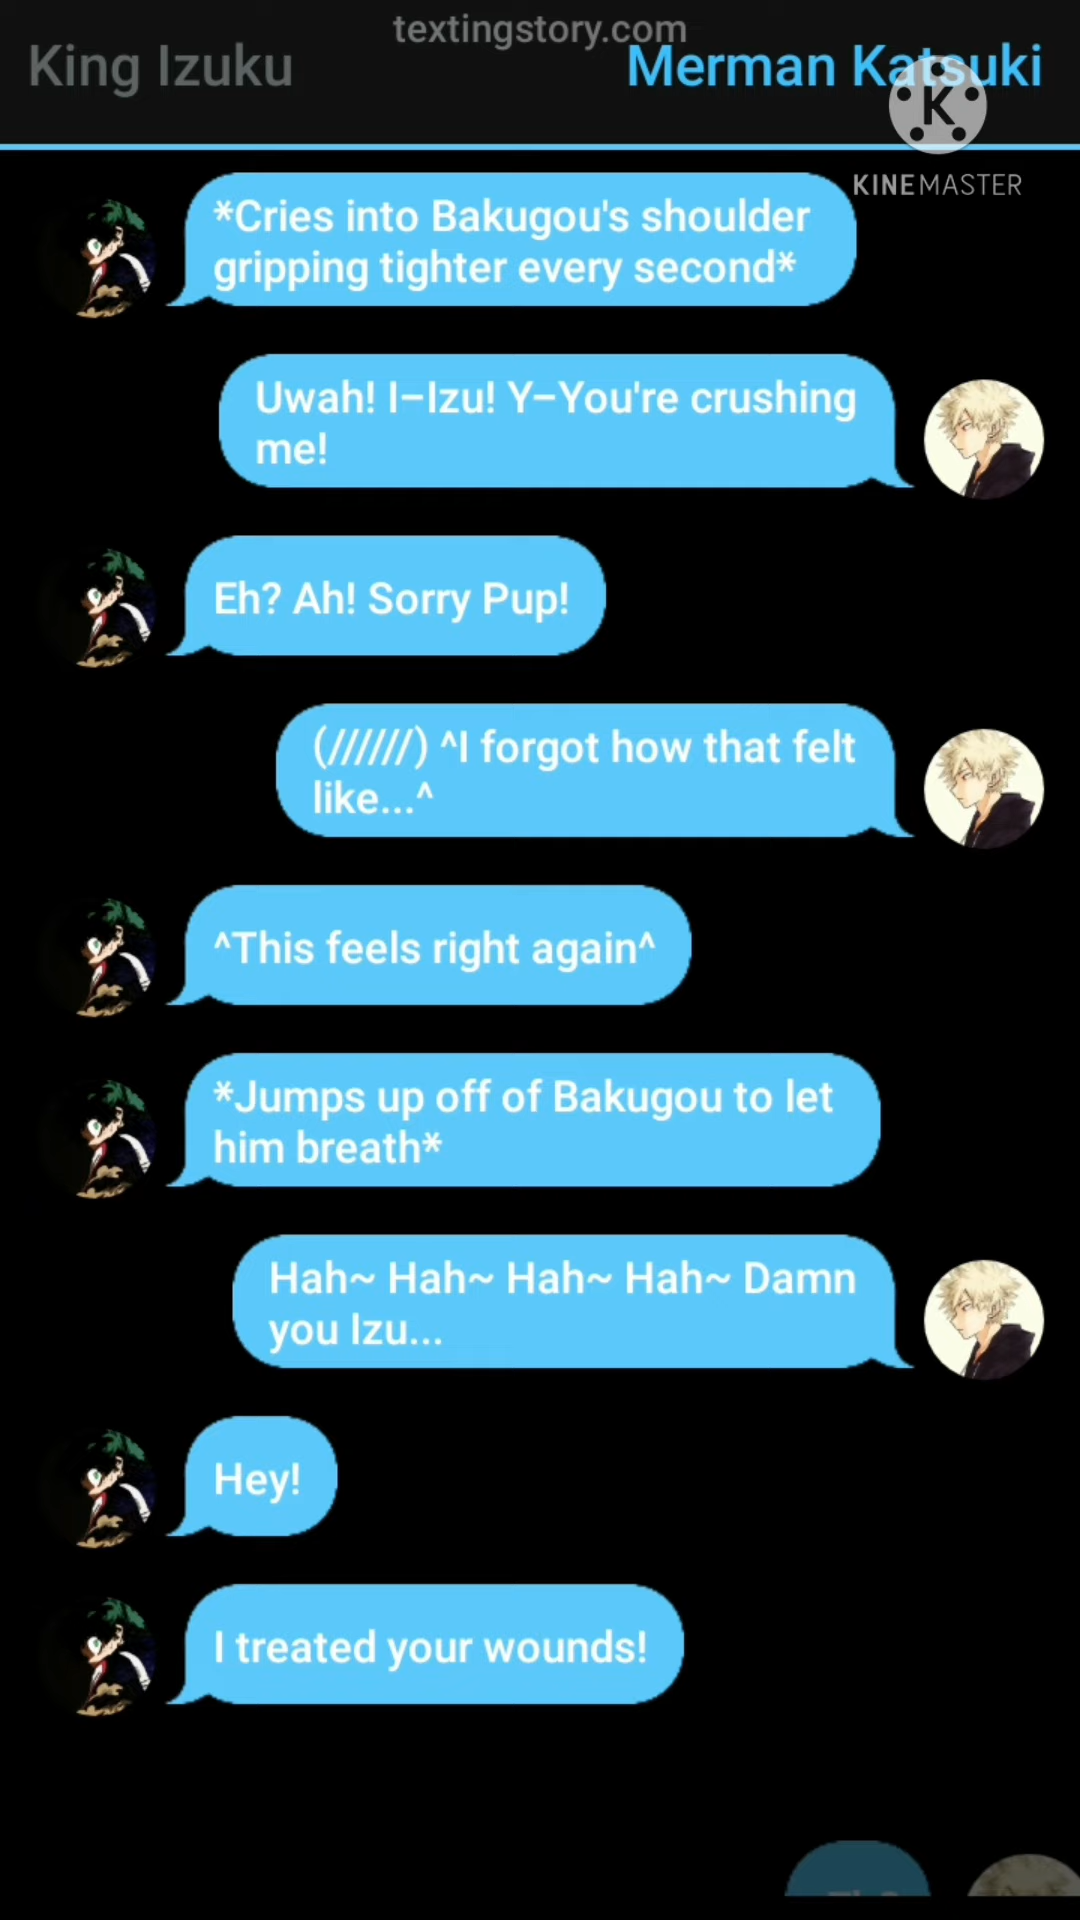 textingstory.com
King Izuku
Merman Katsuki
K
KINEMASTER
*Cries into Bakugou's shoulder
gripping tighter every second*
Uwah! I–Izu! Y–You're crushing
me!
Eh? Ah! Sorry Pup!
(//////) ^I forgot how that felt
like...^
^This feels right again^
*Jumps up off of Bakugou to let
him breath*
Hah~ Hah~ Hah~ Hah~ Damn
you Izu...
Hey!
I treated your wounds!